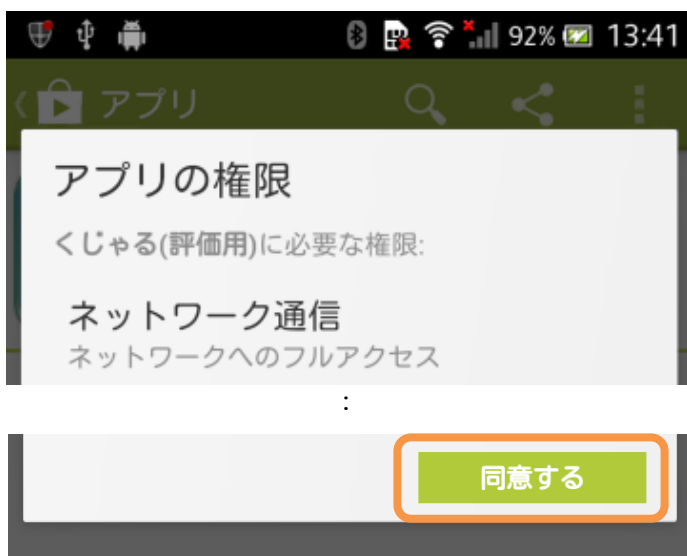 92% 13:41
アプリ
アプリの権限
くじゃる(評価用)に必要な権限:
ネットワーク通信
ネットワークへのフルアクセス
:
同意する